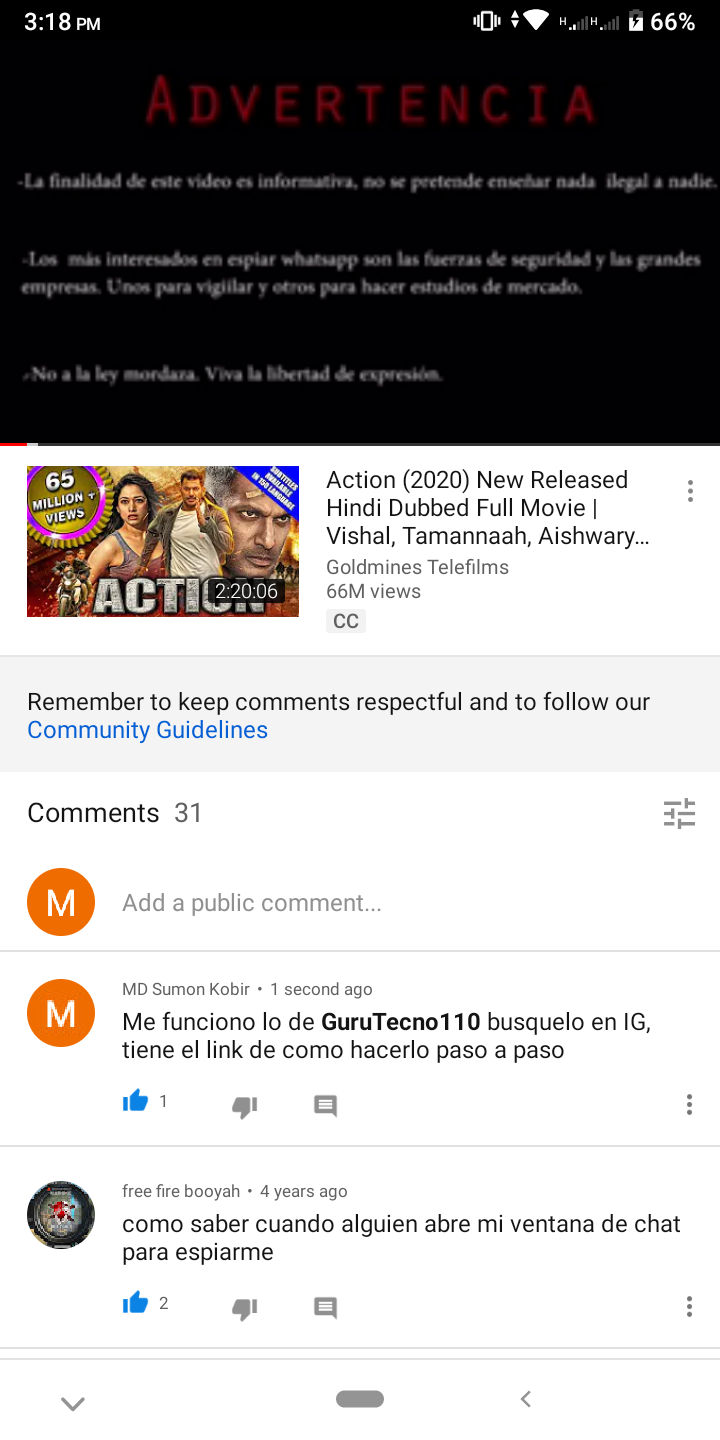 3:18 PM
H H 66%
ADVERTENCIA
-La finalidad de este video es informativa, no se pretende enseñar nada ilegal a nadie.
-Los más interesados en espiar whatsapp son las fuerzas de seguridad y las grandes
empresas. Unos para vigiilar y otros para hacer estudios de mercado.
-No a la ley mordaza. Viva la libertad de expresión.
65
MILLION +
VIEWS
SUBTITLES
AVAILABLE
IN 150 LANGUAGE
ACTION
2:20:06
Action (2020) New Released
Hindi Dubbed Full Movie |
Vishal, Tamannaah, Aishwary...
Goldmines Telefilms
66M views
CC
Remember to keep comments respectful and to follow our
Community Guidelines
Comments 31
M
Add a public comment...
M
MD Sumon Kobir • 1 second ago
Me funciono lo de GuruTecno110 busquelo en IG,
tiene el link de como hacerlo paso a paso
1
free fire booyah • 4 years ago
como saber cuando alguien abre mi ventana de chat
para espiarme
2